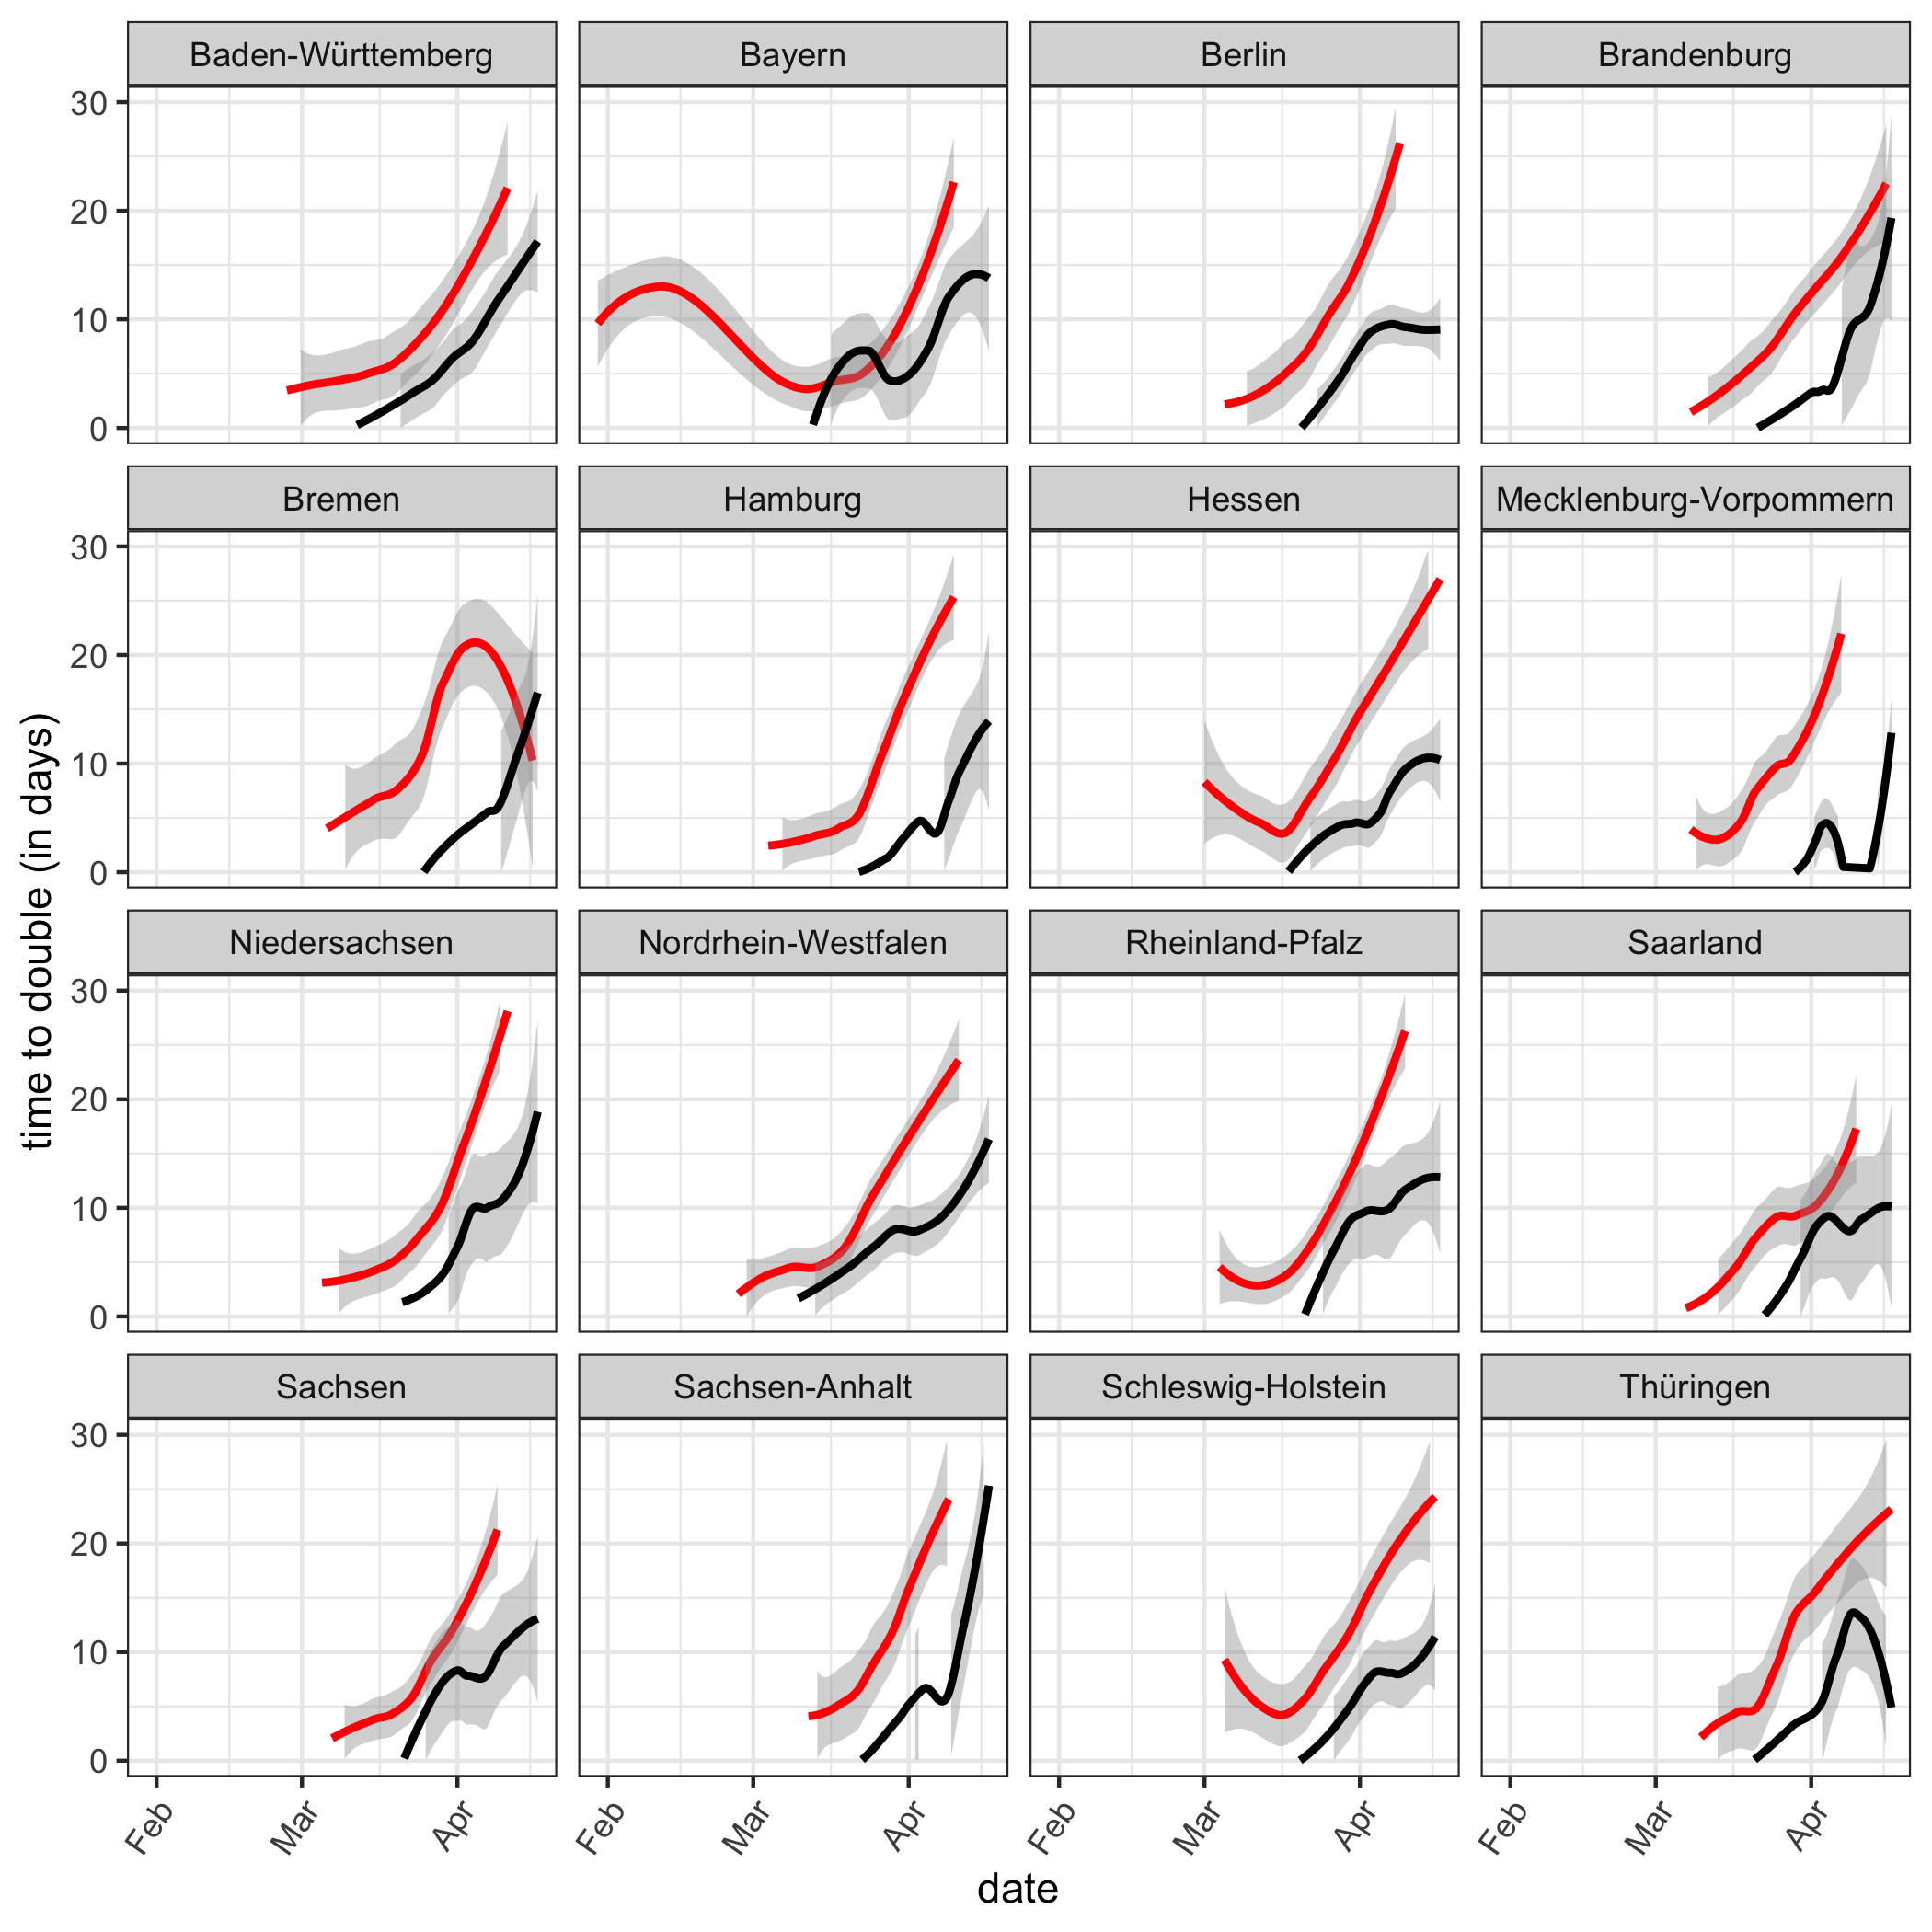 Baden-Württemberg
Bayern
Berlin
Brandenburg
30
20
10
0
Bremen
Hamburg
Hessen
Mecklenburg-Vorpommern
30
20
10
0
time to double (in days)
Niedersachsen
Nordrhein-Westfalen
Rheinland-Pfalz
Saarland
30
20
10
0
Sachsen
Sachsen-Anhalt
Schleswig-Holstein
Thüringen
30
20
10
0
Feb
Mar
Apr
Feb
Mar
Apr
Feb
Mar
Apr
Feb
Mar
Apr
date